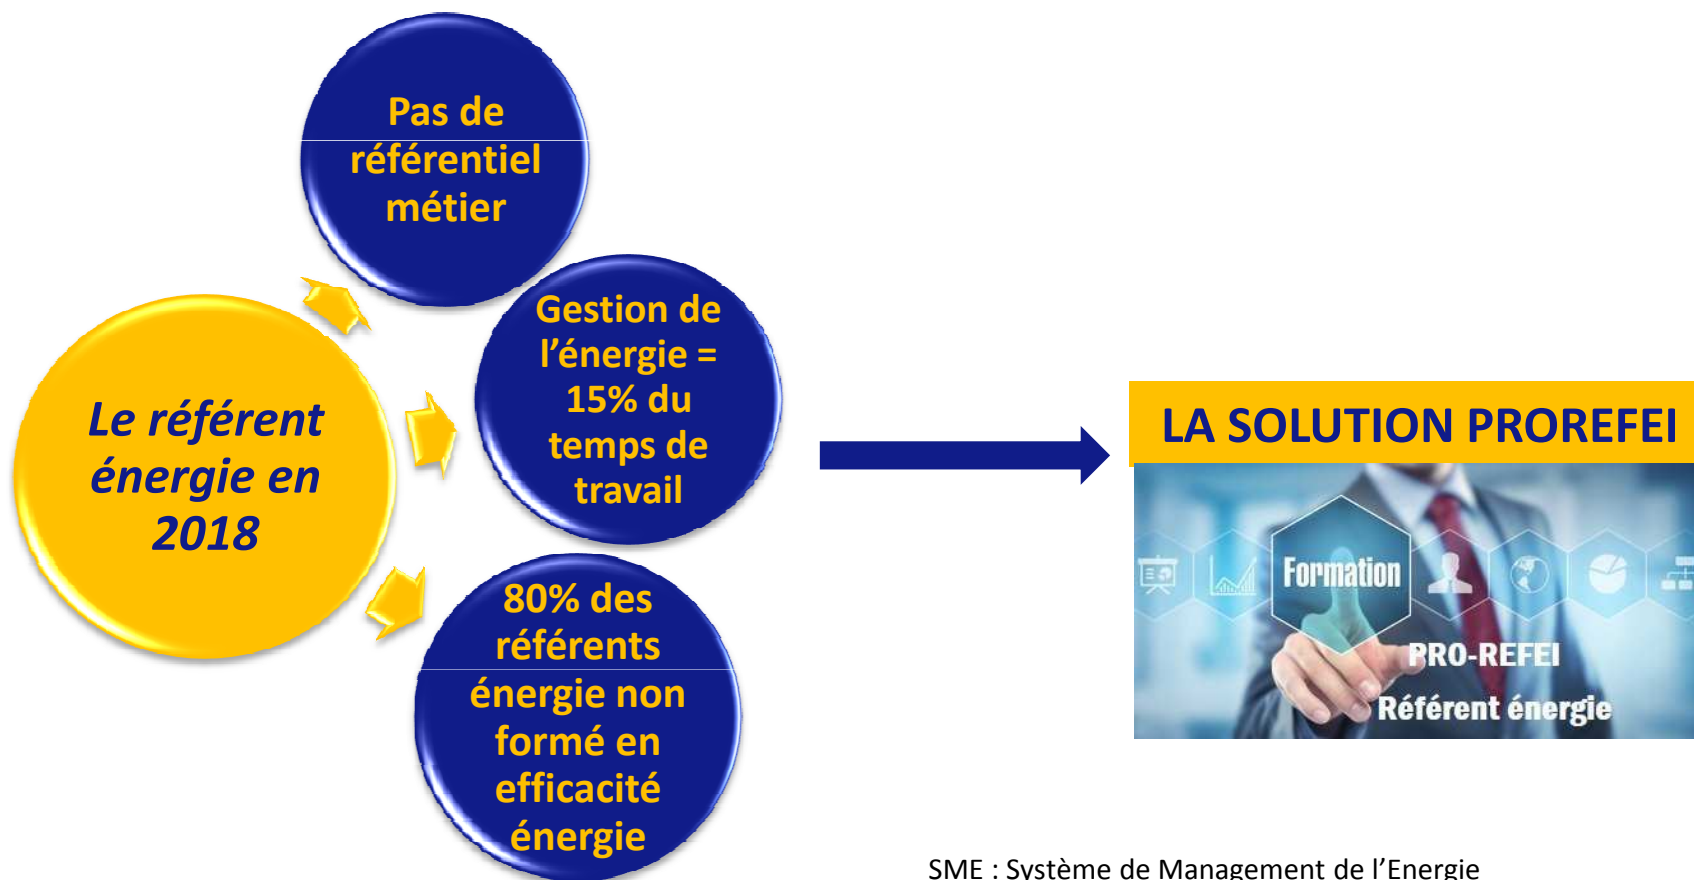 Pas de
référentiel
métier
Gestion de
l’énergie =
15% du
temps de
travail
Le référent
énergie en
2018
80% des
référents
énergie non
formé en
efficacité
énergie
LA SOLUTION PROREFEI
Formation
PRO-REFEI
Référent énergie
SME : Système de Management de l’Energie